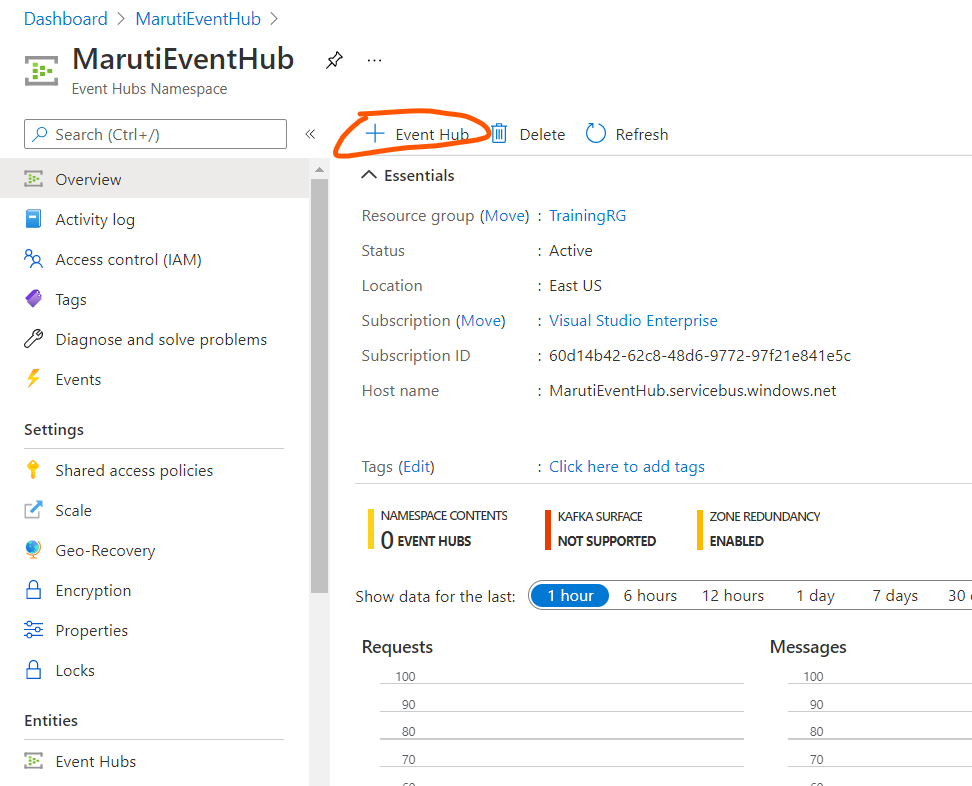 Dashboard > MarutiEventHub >
MarutiEventHub ...
Event Hubs Namespace
Search (Ctrl+/) «
+ Event Hub Delete Refresh
Overview
Activity log
Access control (IAM)
Tags
Diagnose and solve problems
Events
Settings
Shared access policies
Scale
Geo-Recovery
Encryption
Properties
Locks
Entities
Event Hubs
Essentials
Resource group (Move) : TrainingRG
Status : Active
Location : East US
Subscription (Move) : Visual Studio Enterprise
Subscription ID : 60d14b42-62c8-48d6-9772-97f21e841e5c
Host name : MarutiEventHub.servicebus.windows.net
Tags (Edit) : Click here to add tags
NAMESPACE CONTENTS
0 EVENT HUBS
KAFKA SURFACE
NOT SUPPORTED
ZONE REDUNDANCY
ENABLED
Show data for the last: 1 hour 6 hours 12 hours 1 day 7 days 30
Requests
100
90
80
70
Messages
100
90
80
70